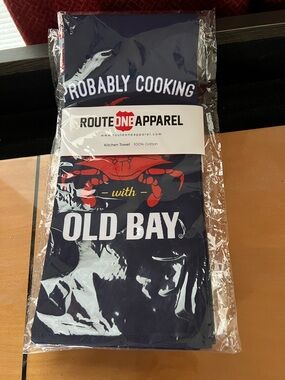 ROBABLY COOKING
ROUTE ONE APPAREL
www.routeoneapparel.com
Kitchen Towel 100% Cotton
- with -
OLD BAY